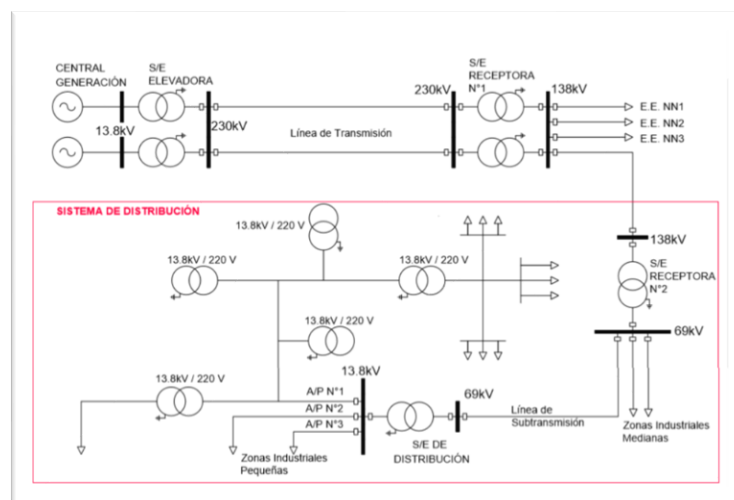 CENTRAL
GENERACIÓN
S/E
ELEVADORA
S/E
RECEPTORA
N°1
230kV
138kV
13.8kV
230kV
Línea de Transmisión
E.E. NN1
E.E. NN2
E.E. NN3
SISTEMA DE DISTRIBUCIÓN
13.8kV / 220 V
13.8kV / 220 V
13.8kV / 220 V
138kV
S/E
RECEPTORA
N°2
13.8kV / 220 V
69kV
13.8kV / 220 V
13.8kV
A/P N°1
A/P N°2
A/P N°3
69kV
Línea de
Subtransmisión
Zonas Industriales
Medianas
S/E DE
DISTRIBUCIÓN
Zonas Industriales
Pequeñas